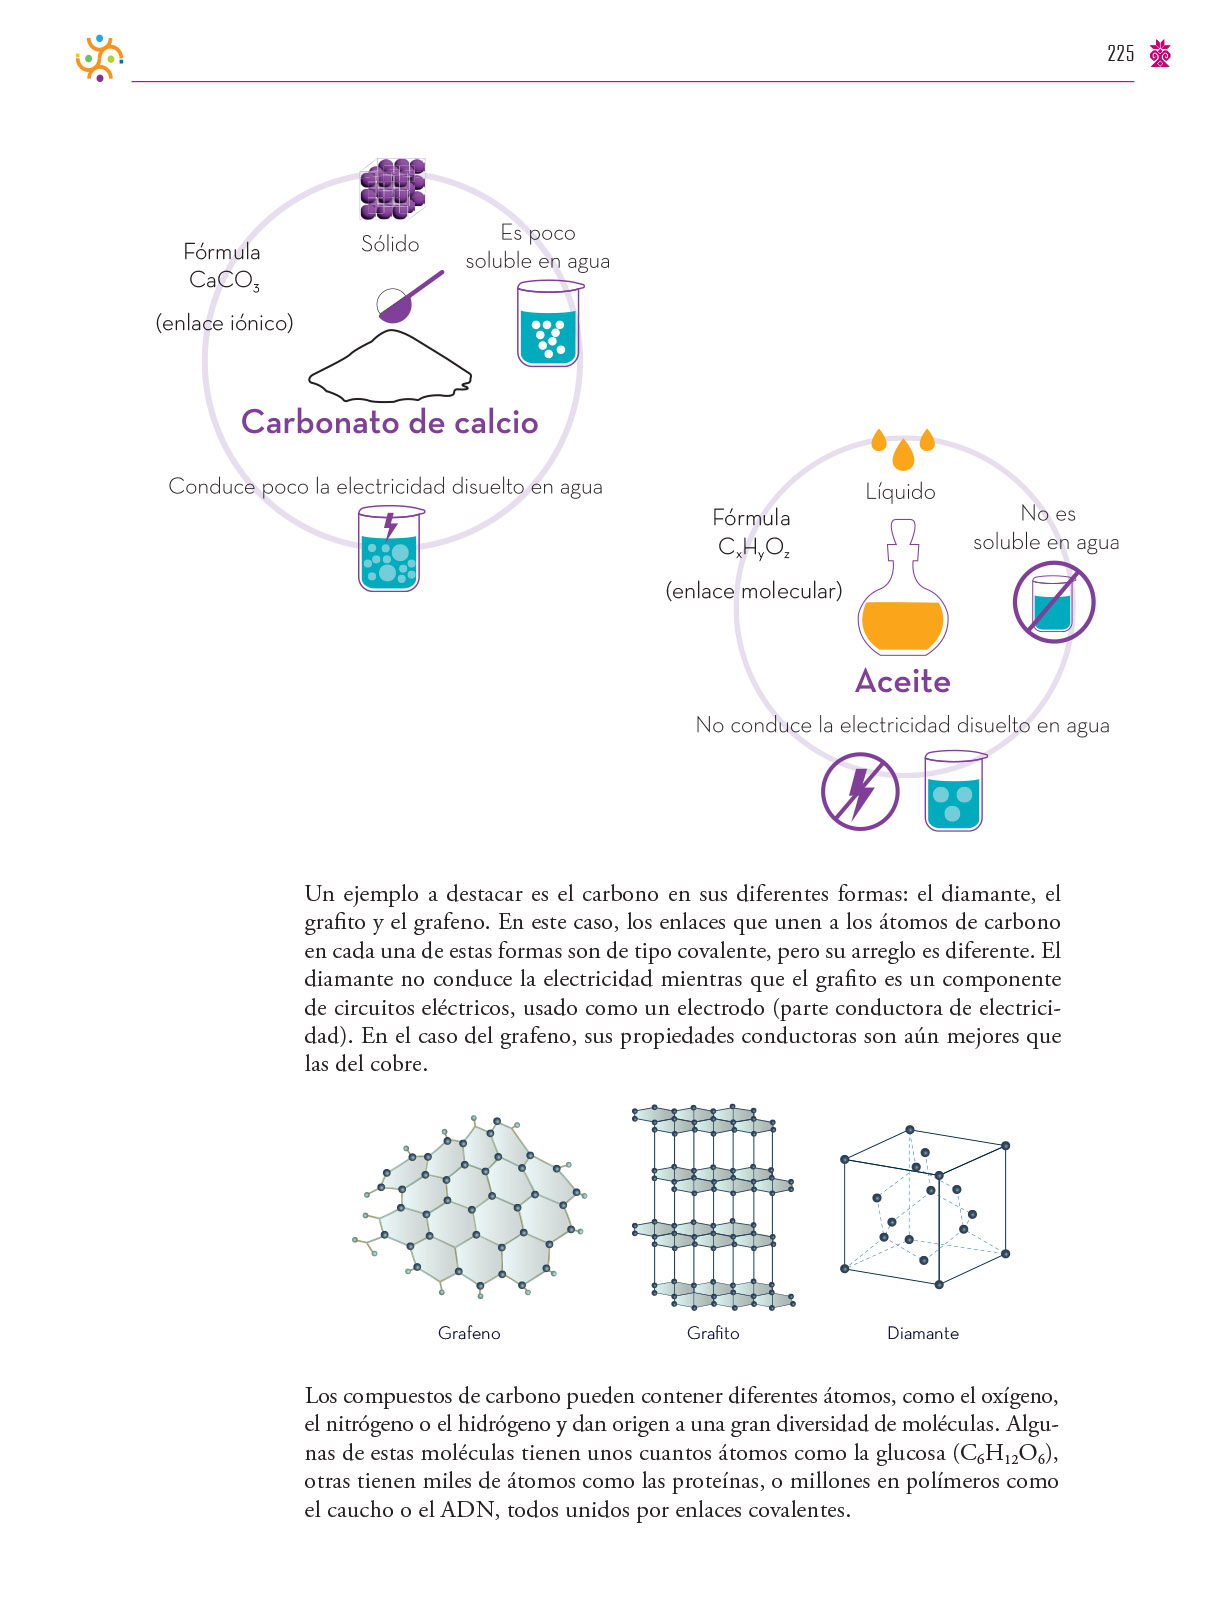 225
Sólido
Es poco
soluble en agua
Fórmula
CaCO₃
(enlace iónico)
Carbonato de calcio
Conduce poco la electricidad disuelto en agua
Líquido
Fórmula
CₓHᵧO𝓏
(enlace molecular)
No es
soluble en agua
Aceite
No conduce la electricidad disuelto en agua
Un ejemplo a destacar es el carbono en sus diferentes formas: el diamante, el
grafito y el grafeno. En este caso, los enlaces que unen a los átomos de carbono
en cada una de estas formas son de tipo covalente, pero su arreglo es diferente. El
diamante no conduce la electricidad mientras que el grafito es un componente
de circuitos eléctricos, usado como un electrodo (parte conductora de electrici-
dad). En el caso del grafeno, sus propiedades conductoras son aún mejores que
las del cobre.
Grafeno
Grafito
Diamante
Los compuestos de carbono pueden contener diferentes átomos, como el oxígeno,
el nitrógeno o el hidrógeno y dan origen a una gran diversidad de moléculas. Algu-
nas de estas moléculas tienen unos cuantos átomos como la glucosa (C₆H₁₂O₆),
otras tienen miles de átomos como las proteínas, o millones en polímeros como
el caucho o el ADN, todos unidos por enlaces covalentes.